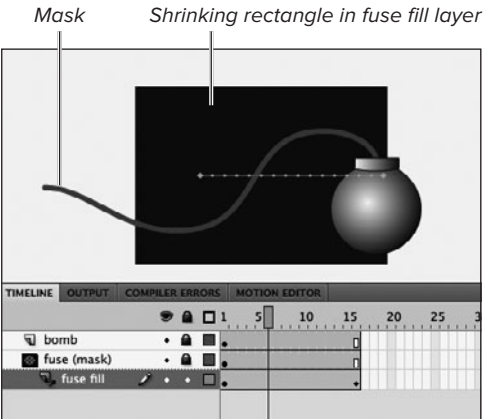 Mask
Shrinking rectangle in fuse fill layer
TIMELINE OUTPUT COMPILER ERRORS MOTION EDITOR
1 5 10 15 20 25 3
bomb
fuse (mask)
fuse fill